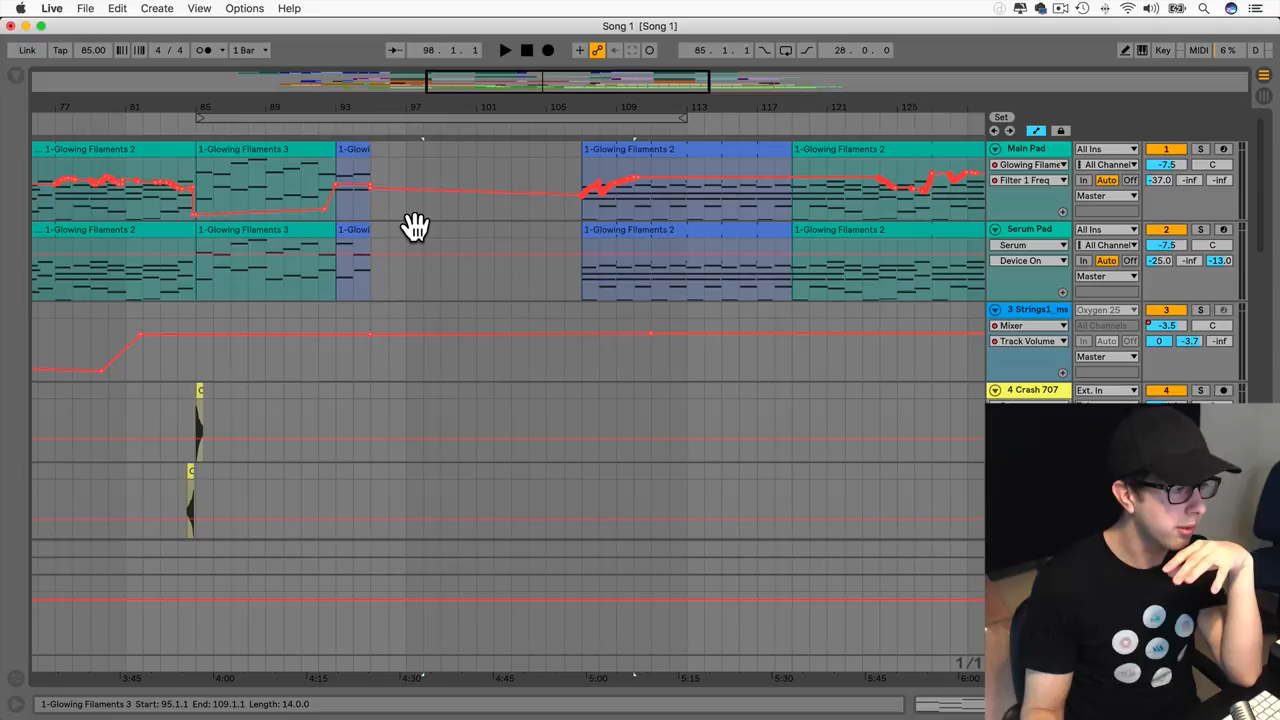 Live File Edit Create View Options Help
Song 1 [Song 1]
Link Tap 85.00 4 / 4 1 Bar 98. 1. 1 85. 1. 1 28. 0. 0 Key MIDI 6 % D
77 81 85 89 93 97 101 105 109 113 117 121 125
Set
... 1-Glowing Filaments 2 1-Glowing Filaments 3 1-Glowi 1-Glowing Filaments 2 1-Glowing Filaments 2 Main Pad All Ins 1 S
Glowing Filame All Channel -7.5 C
Filter 1 Freq In Auto Off -37.0 -inf
Master
... 1-Glowing Filaments 2 1-Glowing Filaments 3 1-Glowi 1-Glowing Filaments 2 1-Glowing Filaments 2 Serum Pad All Ins 2 S
Serum All Channel -7.5 C
Device On In Auto Off -25.0 -inf -13.0
Master
3 Strings1_ms Oxygen 25 3 S
Mixer All Channels -3.5 C
Track Volume In Auto Off 0 -3.7 -inf
Master
C 4 Crash 707 Ext. In 4 S
C
1/1
3:45 4:00 4:15 4:30 4:45 5:00 5:15 5:30 5:45 6:00
1-Glowing Filaments 3 Start: 95.1.1 End: 109.1.1 Length: 14.0.0